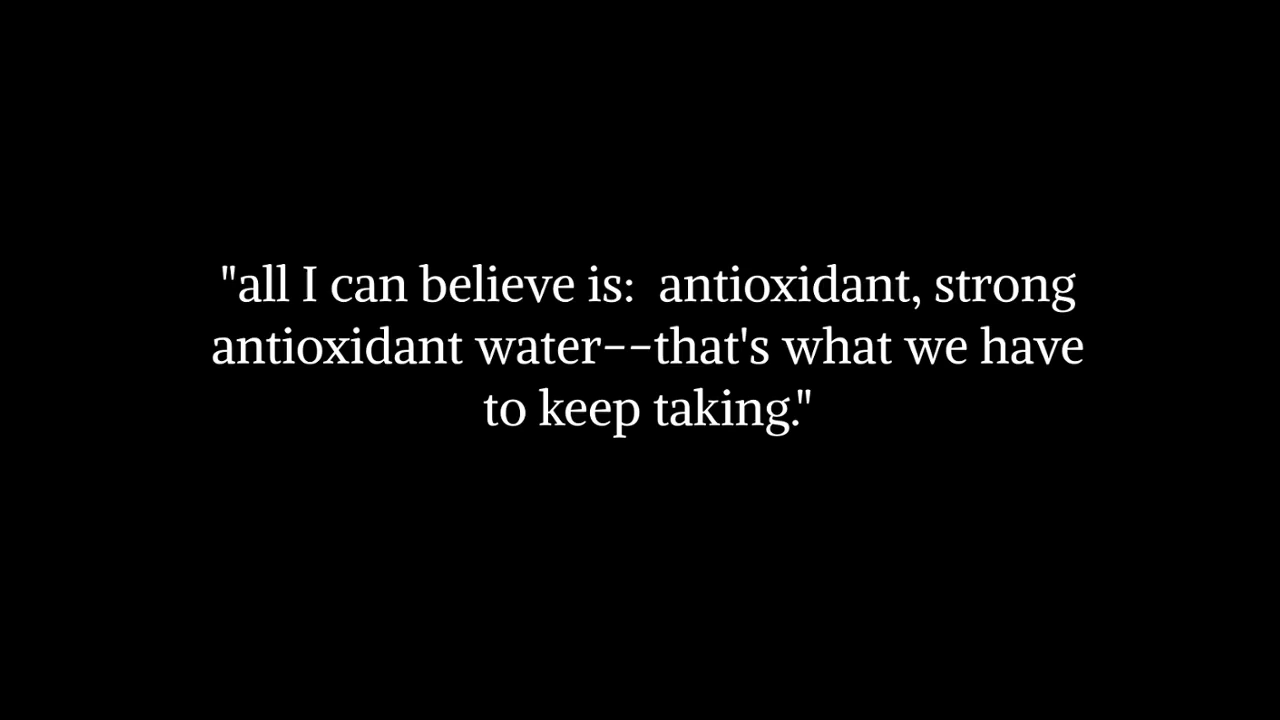 "all I can believe is:  antioxidant, strong
antioxidant water--that's what we have
to keep taking."